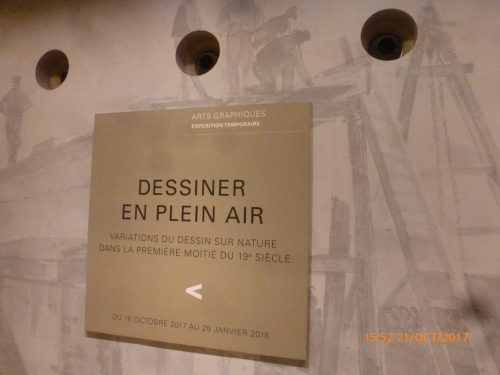 ARTS GRAPHIQUES
EXPOSITION TEMPORAIRE
DESSINER
EN PLEIN AIR
VARIATIONS DU DESSIN SUR NATURE
DANS LA PREMIÈRE MOITIÉ DU 19e SIÈCLE
<
DU 16 OCTOBRE 2017 AU 29 JANVIER 2018
15:52 21/OCT/2017